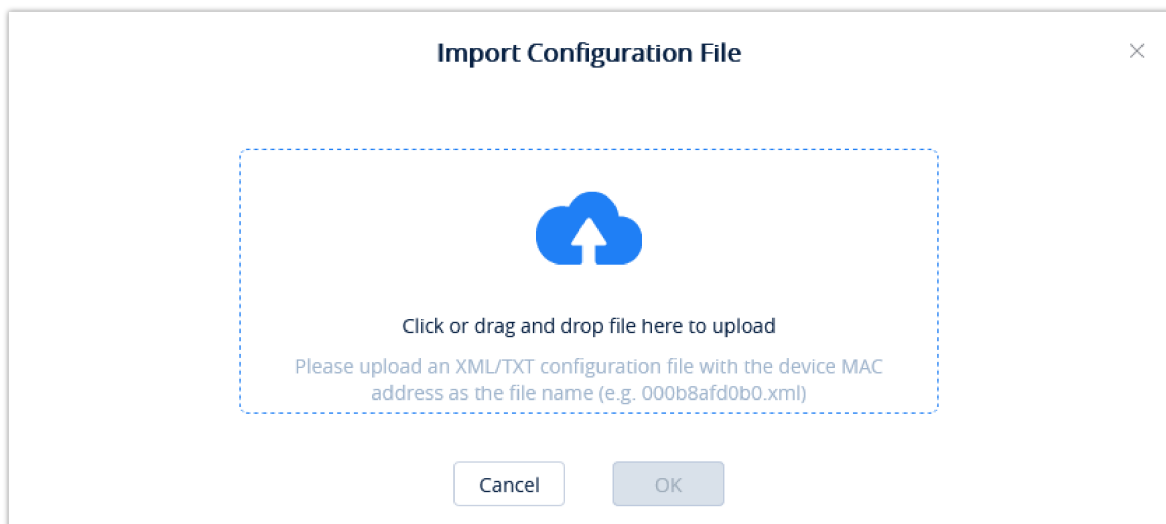 Import Configuration File
Click or drag and drop file here to upload
Please upload an XML/TXT configuration file with the device MAC
address as the file name (e.g. 000b8afd0b0.xml)
Cancel
OK